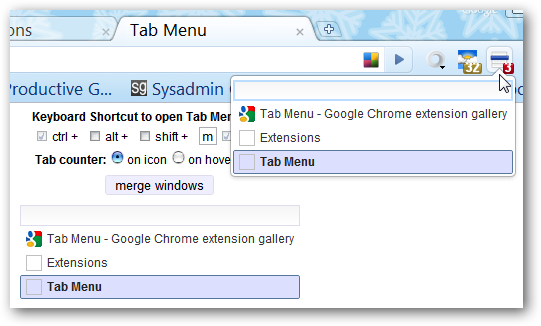 ons
Tab Menu
Google
32
3
Productive G...
sg Sysadmin
Keyboard Shortcut to open Tab Men
ctrl + alt + shift + m
Tab counter: on icon on hove
merge windows
Tab Menu - Google Chrome extension gallery
Extensions
Tab Menu
Tab Menu - Google Chrome extension gallery
Extensions
Tab Menu